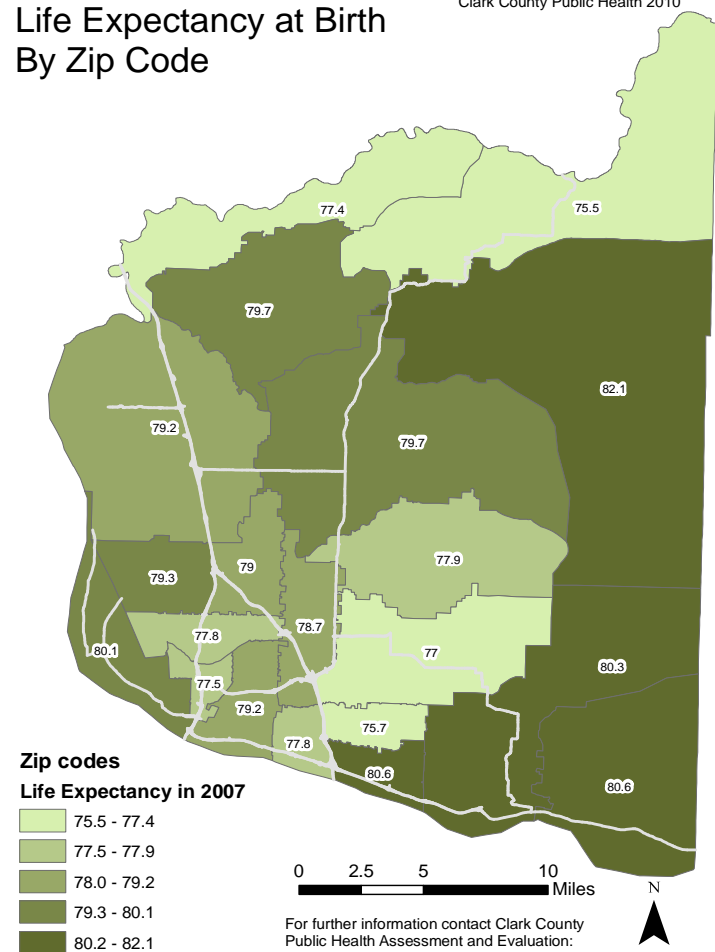 Clark County Public Health 2010
Life Expectancy at Birth
By Zip Code
77.4
75.5
79.7
82.1
79.2
79.7
77.9
79
79.3
78.7
77.8
80.1
77
80.3
77.5
79.2
75.7
77.8
80.6
80.6
Zip codes
Life Expectancy in 2007
75.5 - 77.4
77.5 - 77.9
78.0 - 79.2
79.3 - 80.1
80.2 - 82.1
0 2.5 5 10
Miles
N
For further information contact Clark County
Public Health Assessment and Evaluation: